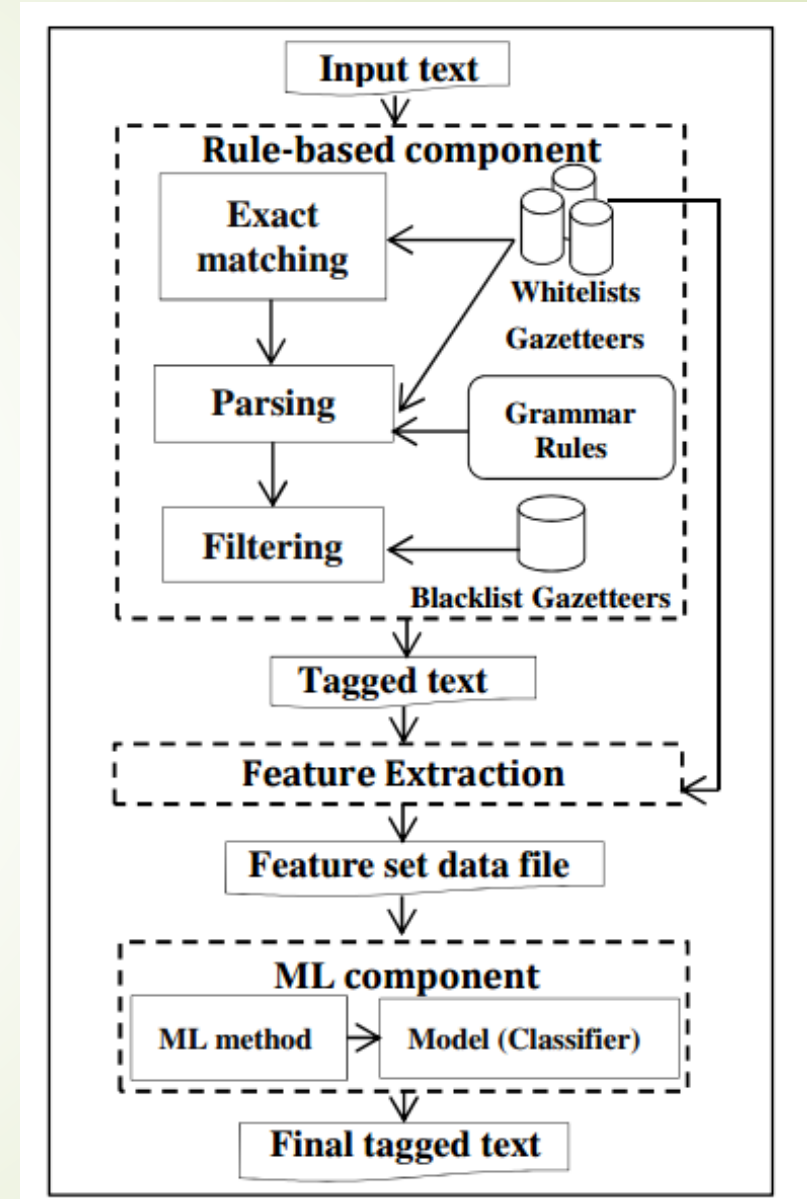 Input text
Rule-based component
Exact
matching
Whitelists
Gazetteers
Parsing
Grammar
Rules
Filtering
Blacklist Gazetteers
Tagged text
Feature Extraction
Feature set data file
ML component
ML method
Model (Classifier)
Final tagged text